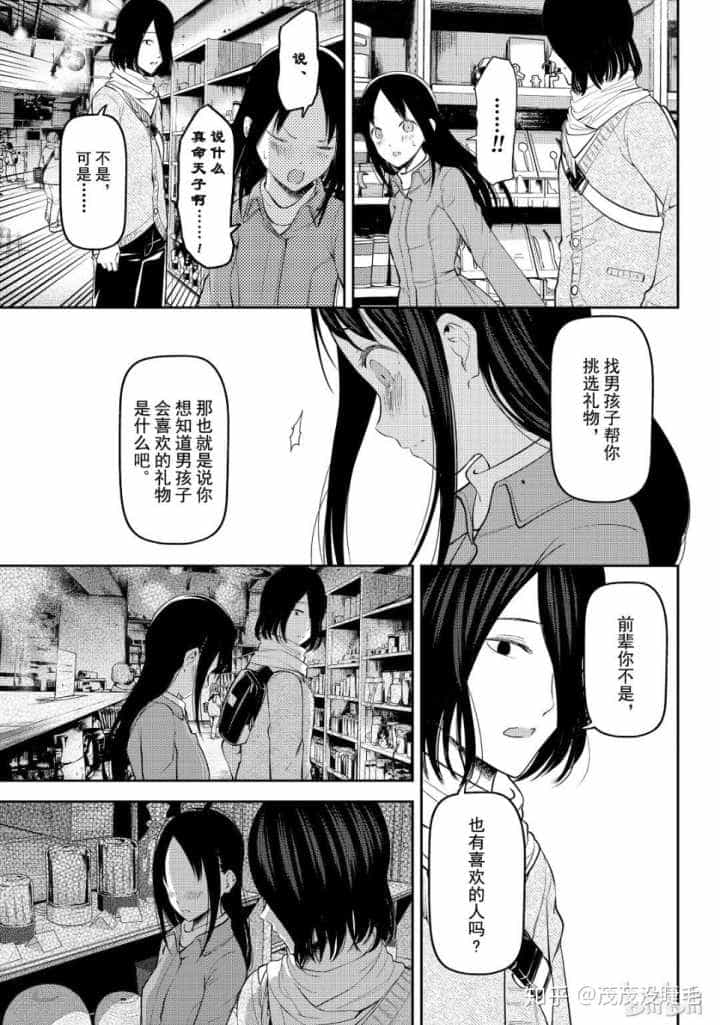 ……!!
说、
说什么
真命天子啊……!
不是,
可是……
找男孩子帮你
挑选礼物,
那也就是说你
想知道男孩子
会喜欢的礼物
是什么吧。
前辈你不是,
也有喜欢的人吗?
知乎 @茂茂没睫毛